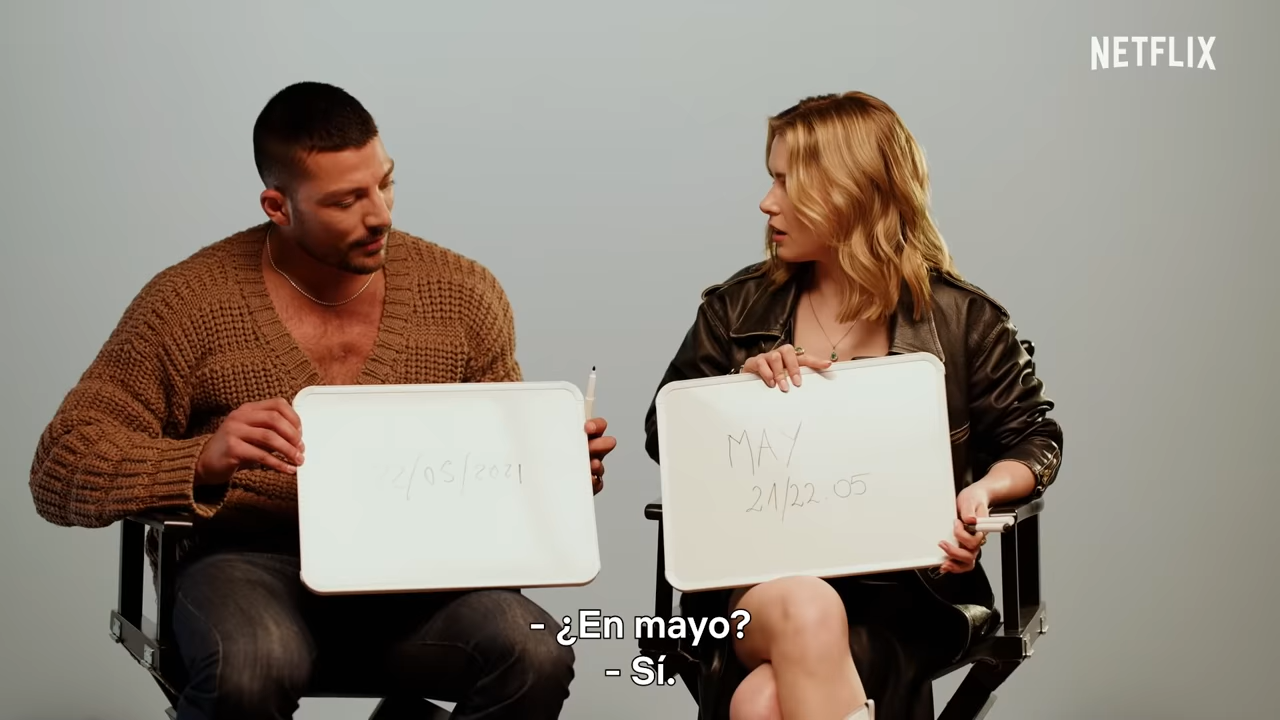 NETFLIX
/05/2021
MAY
21/22.05
- ¿En mayo?
- Sí.